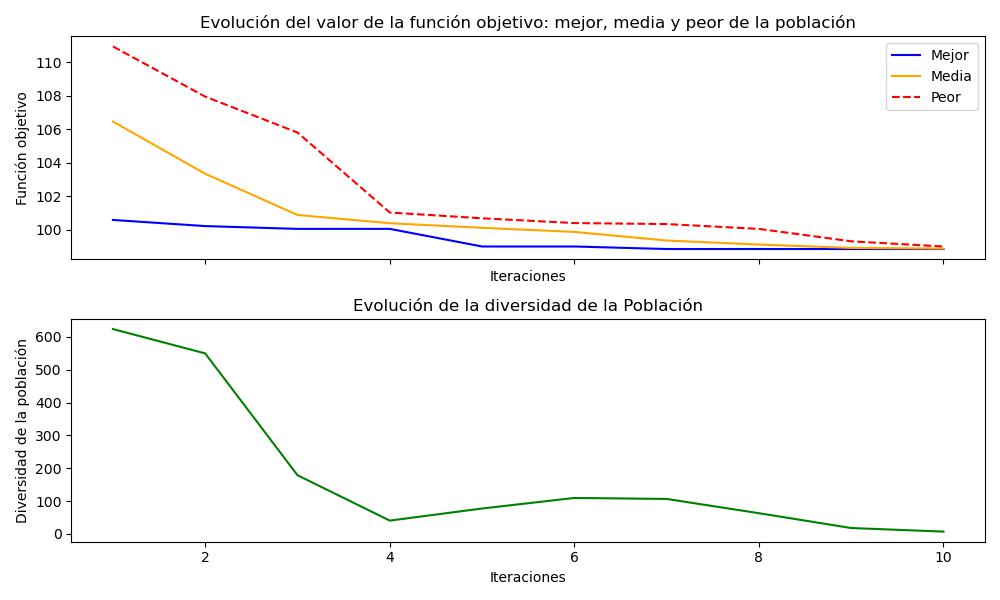 Evolución del valor de la función objetivo: mejor, media y peor de la población
Función objetivo
110
108
106
104
102
100
Mejor
Media
Peor
Iteraciones
Evolución de la diversidad de la Población
Diversidad de la población
600
500
400
300
200
100
0
2 4 6 8 10
Iteraciones